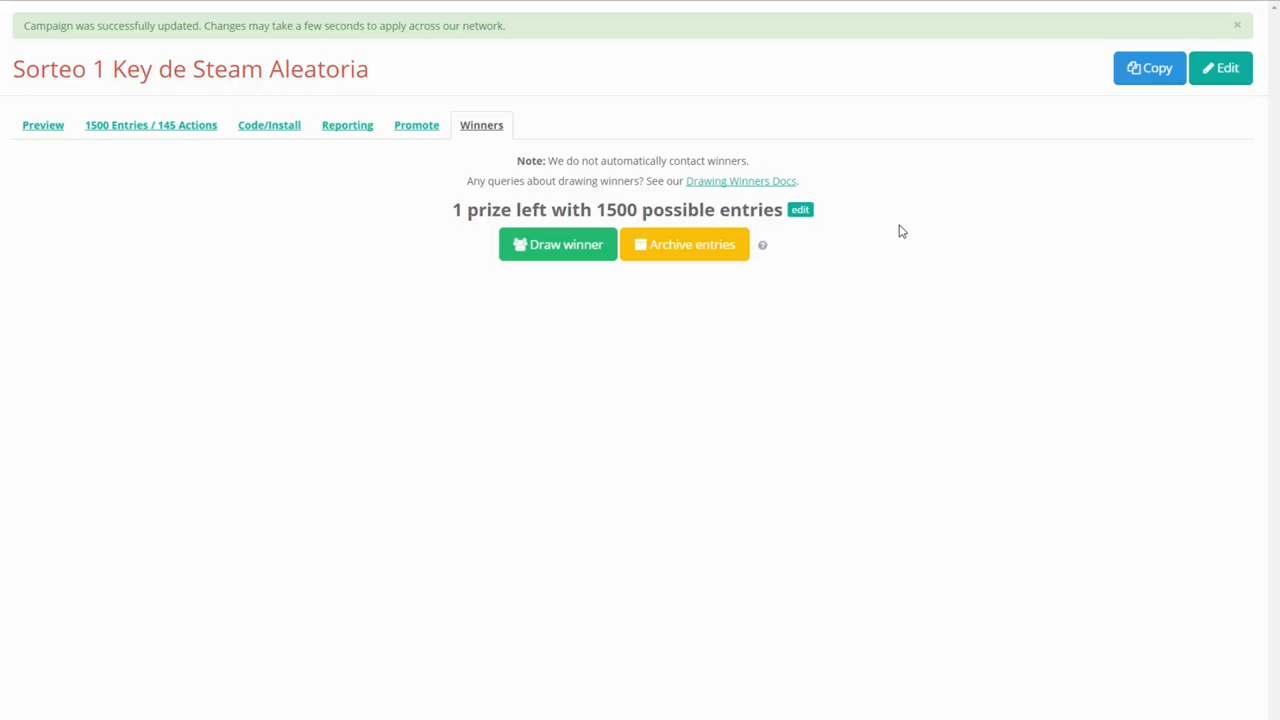 Campaign was successfully updated. Changes may take a few seconds to apply across our network.
×
Sorteo 1 Key de Steam Aleatoria
Copy
Edit
Preview
1500 Entries / 145 Actions
Code/Install
Reporting
Promote
Winners
Note: We do not automatically contact winners.
Any queries about drawing winners? See our Drawing Winners Docs.
1 prize left with 1500 possible entries edit
Draw winner
Archive entries
?